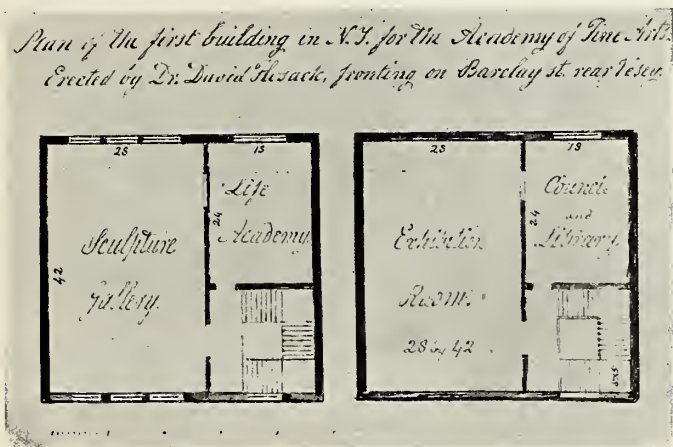 Plan of the first building in N.Y. for the Academy of Fine Arts.
Erected by Dr. David Hosack, fronting on Barclay st. rear Vesey.
28
Life
24
Academy.
Sculpture
42
Gallery.
28
19
Council
and
24
Library.
Exhibition
Room.
28 by 42